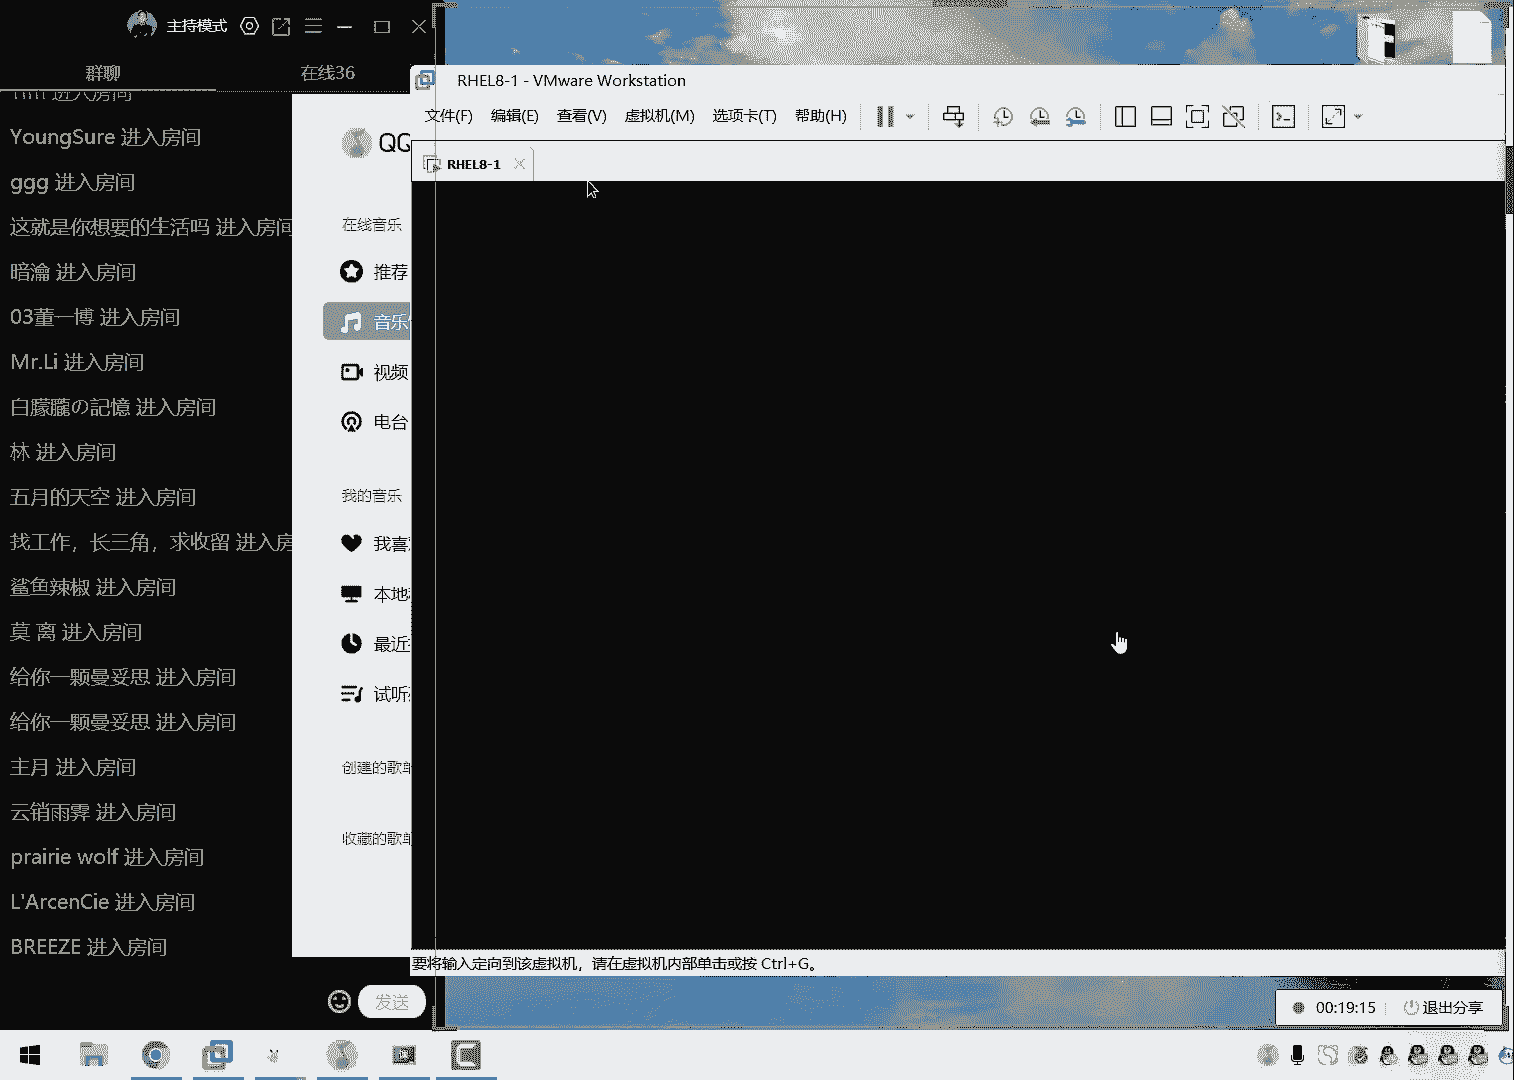 主持模式
群聊
在线36
进入房间
YoungSure 进入房间
ggg 进入房间
这就是你想要的生活吗 进入房间
暗瀹 进入房间
03董一博 进入房间
Mr.Li 进入房间
白朦朧の記憶 进入房间
林 进入房间
五月的天空 进入房间
找工作，长三角，求收留 进入房
鲨鱼辣椒 进入房间
莫 离 进入房间
给你一颗曼妥思 进入房间
给你一颗曼妥思 进入房间
主月 进入房间
云销雨霁 进入房间
prairie wolf 进入房间
L'ArcenCie 进入房间
BREEZE 进入房间
发送
QQ
在线音乐
推荐
音乐
视频
电台
我的音乐
我喜
本地
最近
试听
创建的歌单
收藏的歌单
RHEL8-1 - VMware Workstation
文件(F) 编辑(E) 查看(V) 虚拟机(M) 选项卡(T) 帮助(H)
RHEL8-1
要将输入定向到该虚拟机，请在虚拟机内部单击或按 Ctrl+G。
00:19:15 退出分享